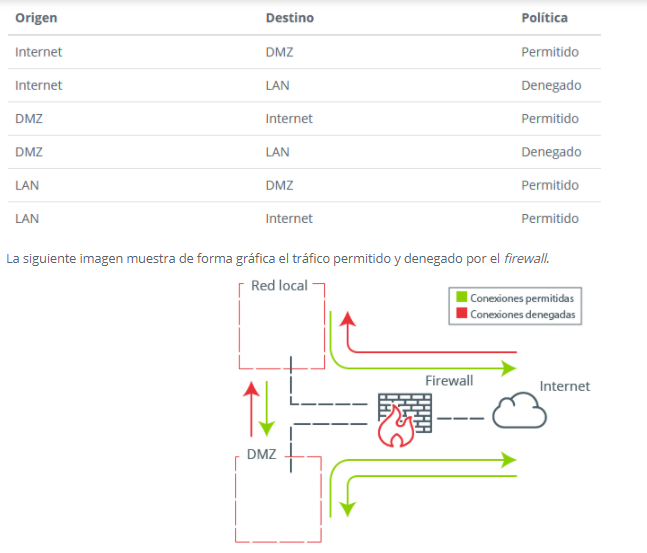 Origen Destino Política
Internet DMZ Permitido
Internet LAN Denegado
DMZ Internet Permitido
DMZ LAN Denegado
LAN DMZ Permitido
LAN Internet Permitido
La siguiente imagen muestra de forma gráfica el tráfico permitido y denegado por el firewall.
Red local
Conexiones permitidas
Conexiones denegadas
Firewall
Internet
DMZ